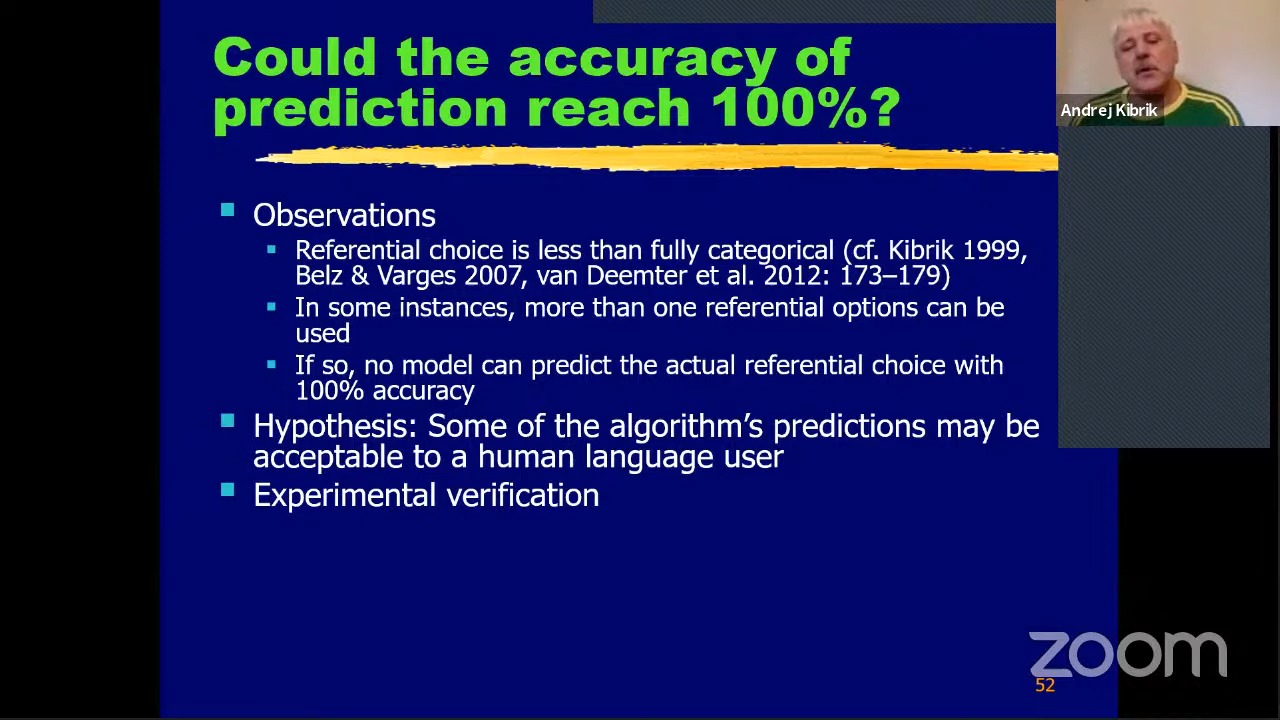 Could the accuracy of
prediction reach 100%?
Andrej Kibrik
Observations
Referential choice is less than fully categorical (cf. Kibrik 1999,
Belz & Varges 2007, van Deemter et al. 2012: 173–179)
In some instances, more than one referential options can be
used
If so, no model can predict the actual referential choice with
100% accuracy
Hypothesis: Some of the algorithm's predictions may be
acceptable to a human language user
Experimental verification
zoom
52